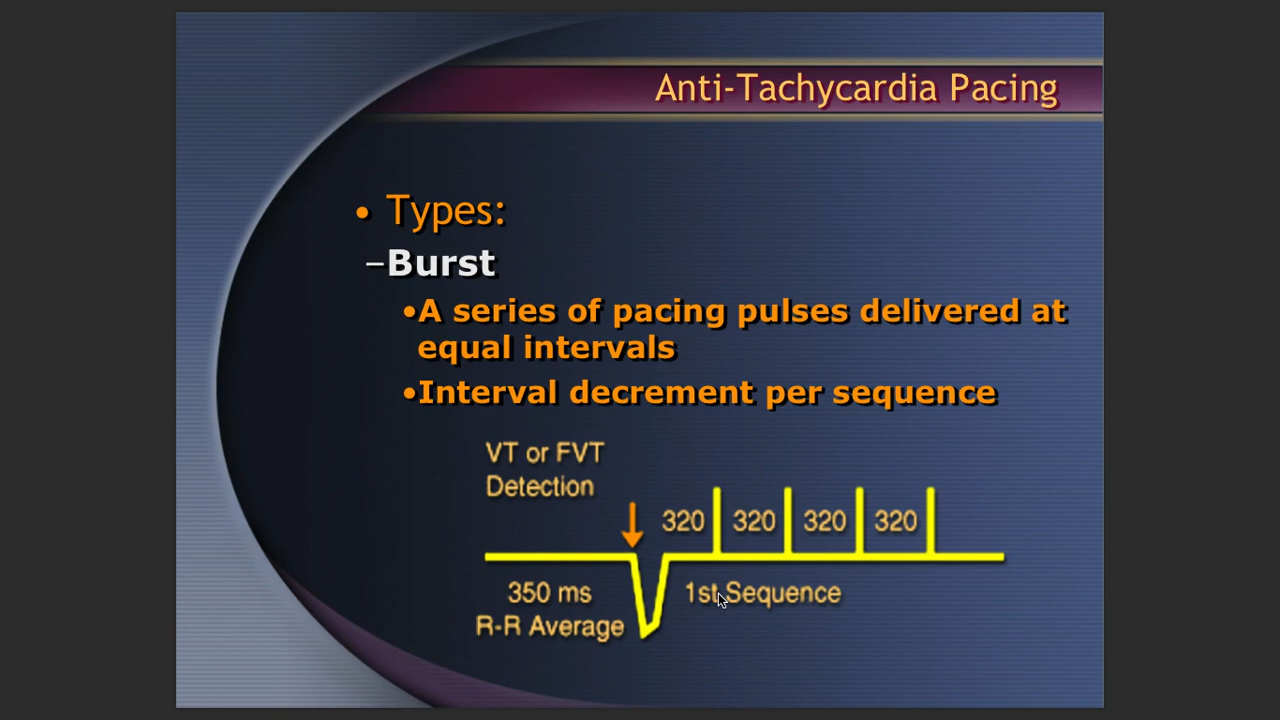 Anti-Tachycardia Pacing
• Types:
–Burst
•A series of pacing pulses delivered at
equal intervals
•Interval decrement per sequence
VT or FVT
Detection
320 320 320 320
350 ms
R-R Average
1st Sequence